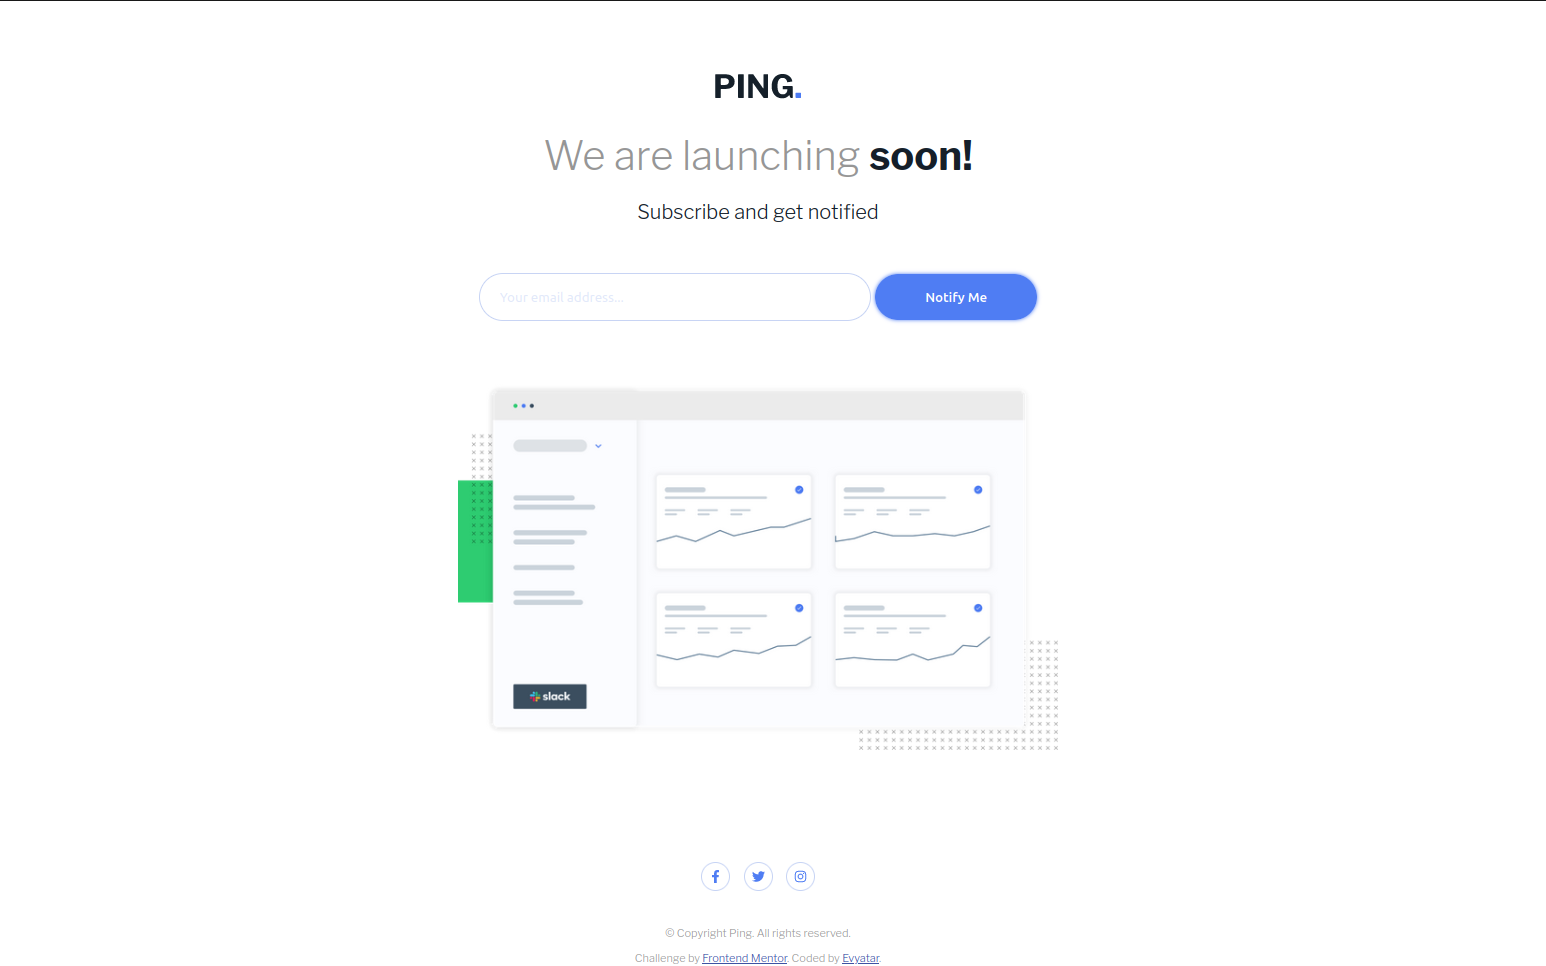 PING.
We are launching soon!
Subscribe and get notified
Your email address...
Notify Me
slack
© Copyright Ping. All rights reserved.
Challenge by Frontend Mentor. Coded by Evyatar.